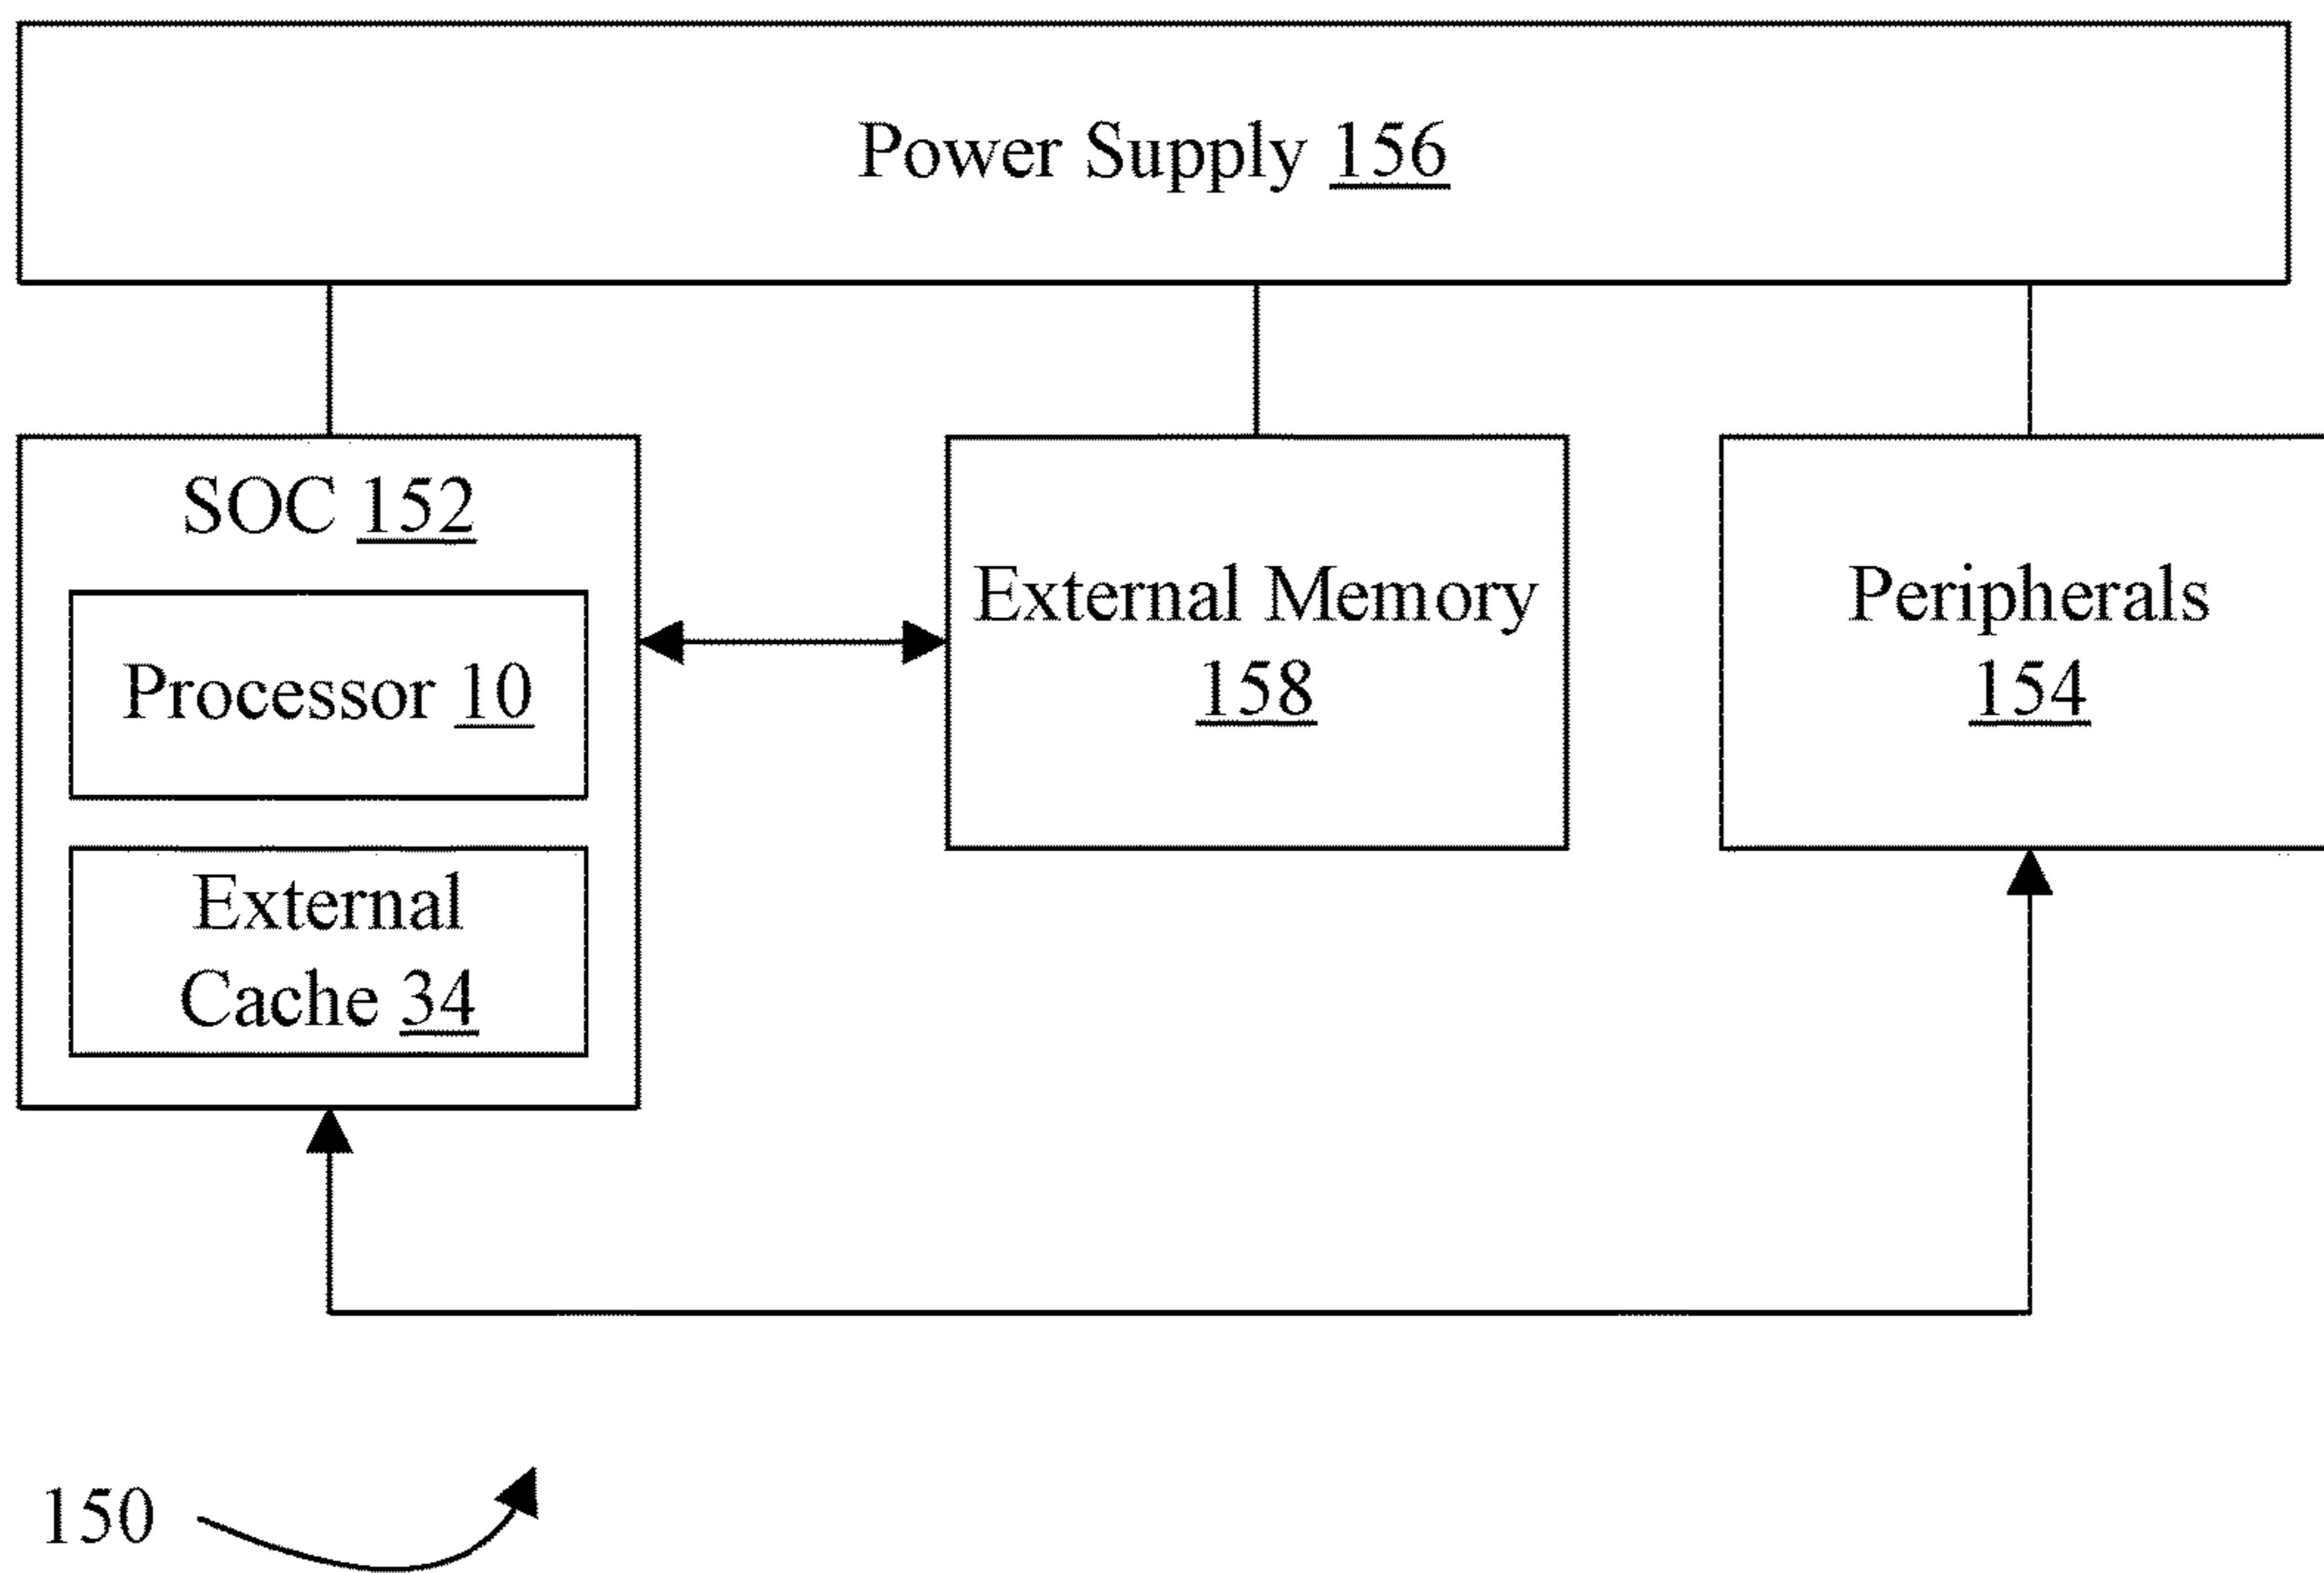 Power Supply 156
SOC 152
Processor 10
External
Cache 34
External Memory
158
Peripherals
154
150